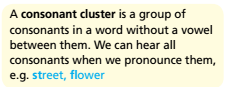 A consonant cluster is a group of
consonants in a word without a vowel
between them. We can hear all
consonants when we pronounce them,
e.g. street, flower